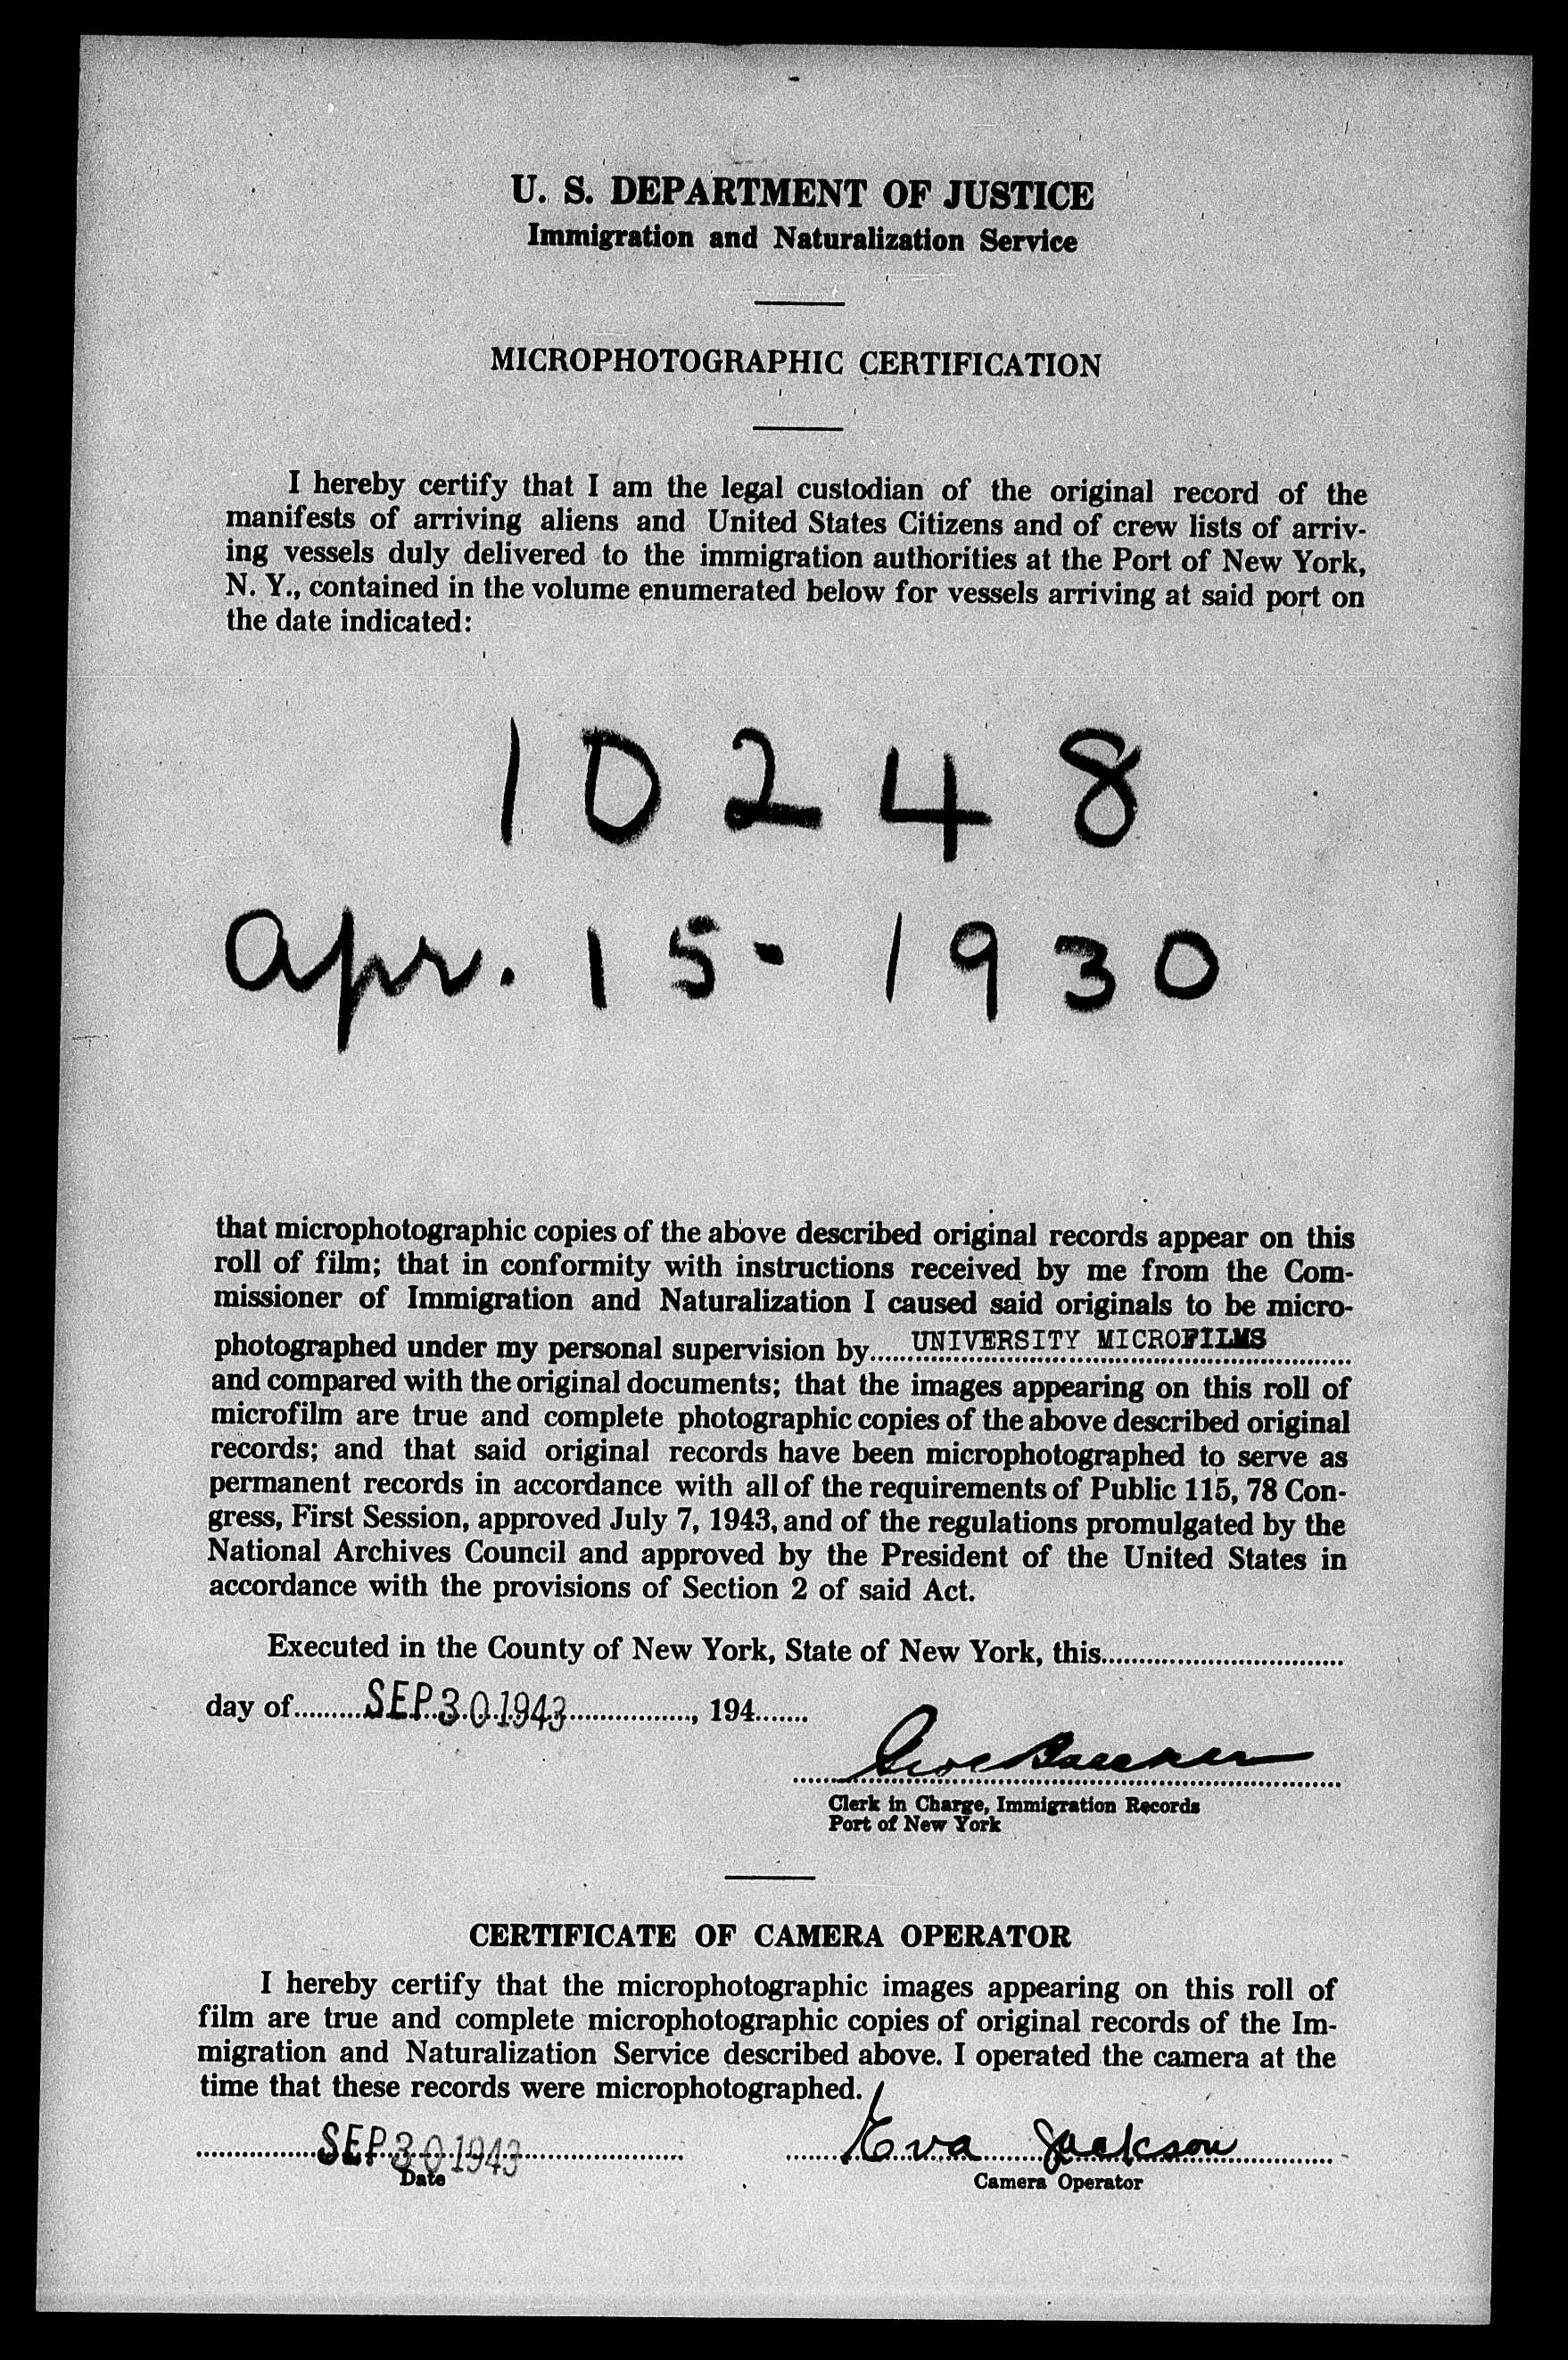 U. S. DEPARTMENT OF JUSTICE
Immigration and Naturalization Service
MICROPHOTOGRAPHIC CERTIFICATION
I hereby certify that I am the legal custodian of the original record of the
manifests of arriving aliens and United States Citizens and of crew lists of arriv-
ing vessels duly delivered to the immigration authorities at the Port of New York,
N. Y., contained in the volume enumerated below for vessels arriving at said port on
the date indicated:
10248
Apr. 15 - 1930
that microphotographic copies of the above described original records appear on this
roll of film; that in conformity with instructions received by me from the Com-
missioner of Immigration and Naturalization I caused said originals to be micro-
photographed under my personal supervision by......UNIVERSITY MICROFILMS
and compared with the original documents; that the images appearing on this roll of
microfilm are true and complete photographic copies of the above described original
records; and that said original records have been microphotographed to serve as
permanent records in accordance with all of the requirements of Public 115, 78 Con-
gress, First Session, approved July 7, 1943, and of the regulations promulgated by the
National Archives Council and approved by the President of the United States in
accordance with the provisions of Section 2 of said Act.
Executed in the County of New York, State of New York, this................................
day of.........SEP 30 1943................, 194.......
Clerk in Charge, Immigration Records
Port of New York
CERTIFICATE OF CAMERA OPERATOR
I hereby certify that the microphotographic images appearing on this roll of
film are true and complete microphotographic copies of original records of the Im-
migration and Naturalization Service described above. I operated the camera at the
time that these records were microphotographed.
SEP 30 1943 Eva Jackson
Date Camera Operator